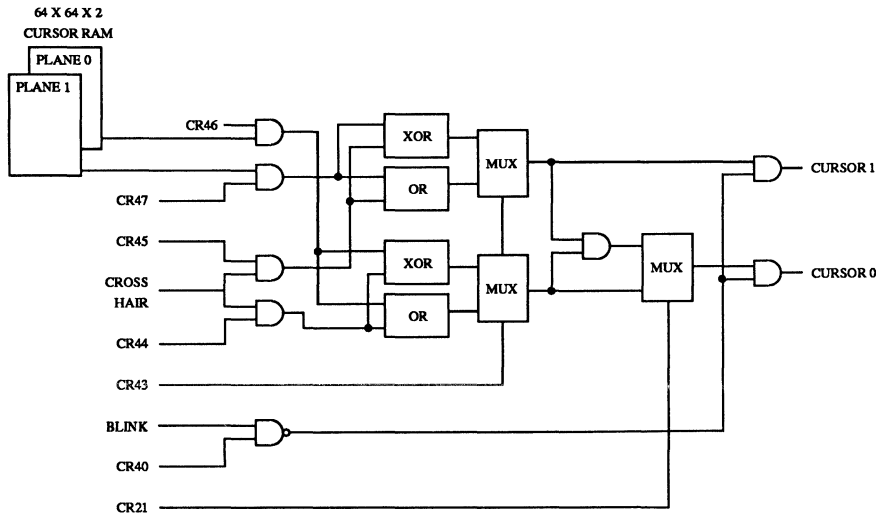 64 X 64 X 2
CURSOR RAM
PLANE 0
PLANE 1
CR46
XOR
MUX
CURSOR 1
OR
CR47
CR45
XOR
MUX
MUX
CURSOR 0
CROSS
HAIR
OR
CR44
CR43
BLINK
CR40
CR21